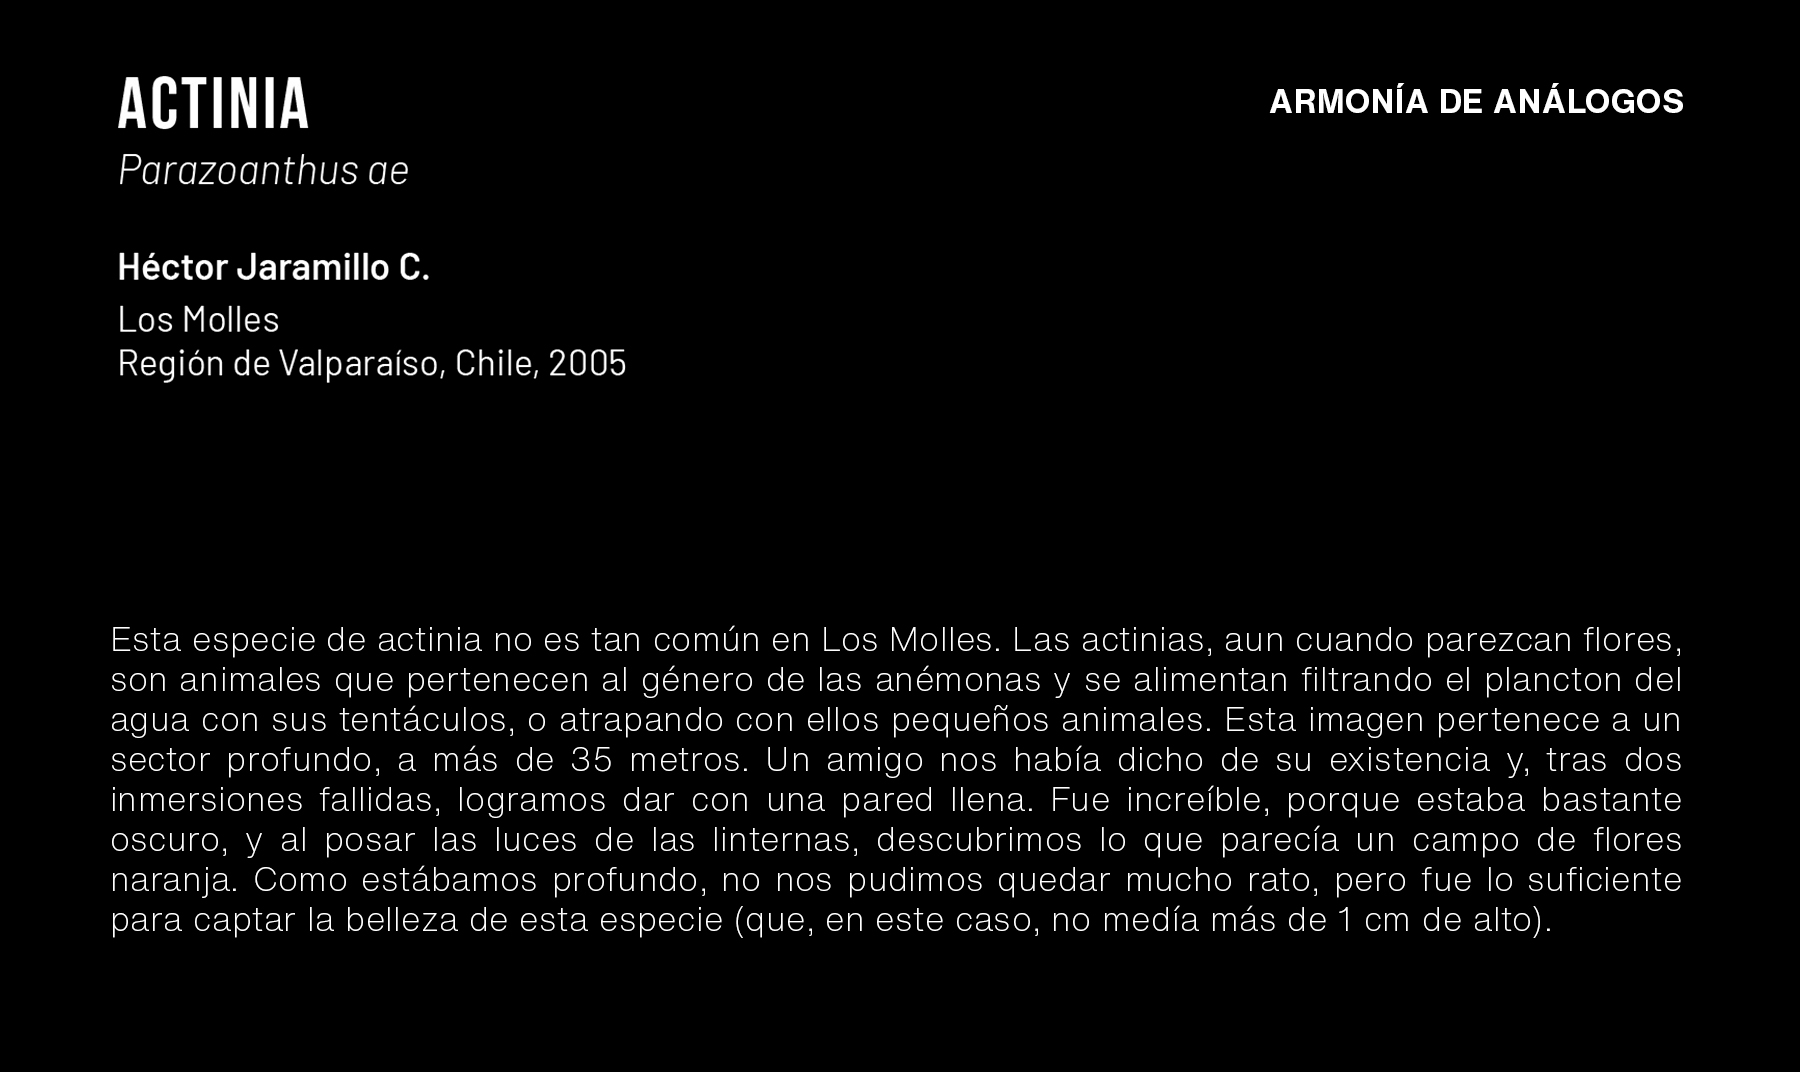 ACTINIA
ARMONÍA DE ANÁLOGOS
Parazoanthus ae
Héctor Jaramillo C.
Los Molles
Región de Valparaíso, Chile, 2005
Esta especie de actinia no es tan común en Los Molles. Las actinias, aun cuando parezcan flores,
son animales que pertenecen al género de las anémonas y se alimentan filtrando el plancton del
agua con sus tentáculos, o atrapando con ellos pequeños animales. Esta imagen pertenece a un
sector profundo, a más de 35 metros. Un amigo nos había dicho de su existencia y, tras dos
inmersiones fallidas, logramos dar con una pared llena. Fue increíble, porque estaba bastante
oscuro, y al posar las luces de las linternas, descubrimos lo que parecía un campo de flores
naranja. Como estábamos profundo, no nos pudimos quedar mucho rato, pero fue lo suficiente
para captar la belleza de esta especie (que, en este caso, no medía más de 1 cm de alto).